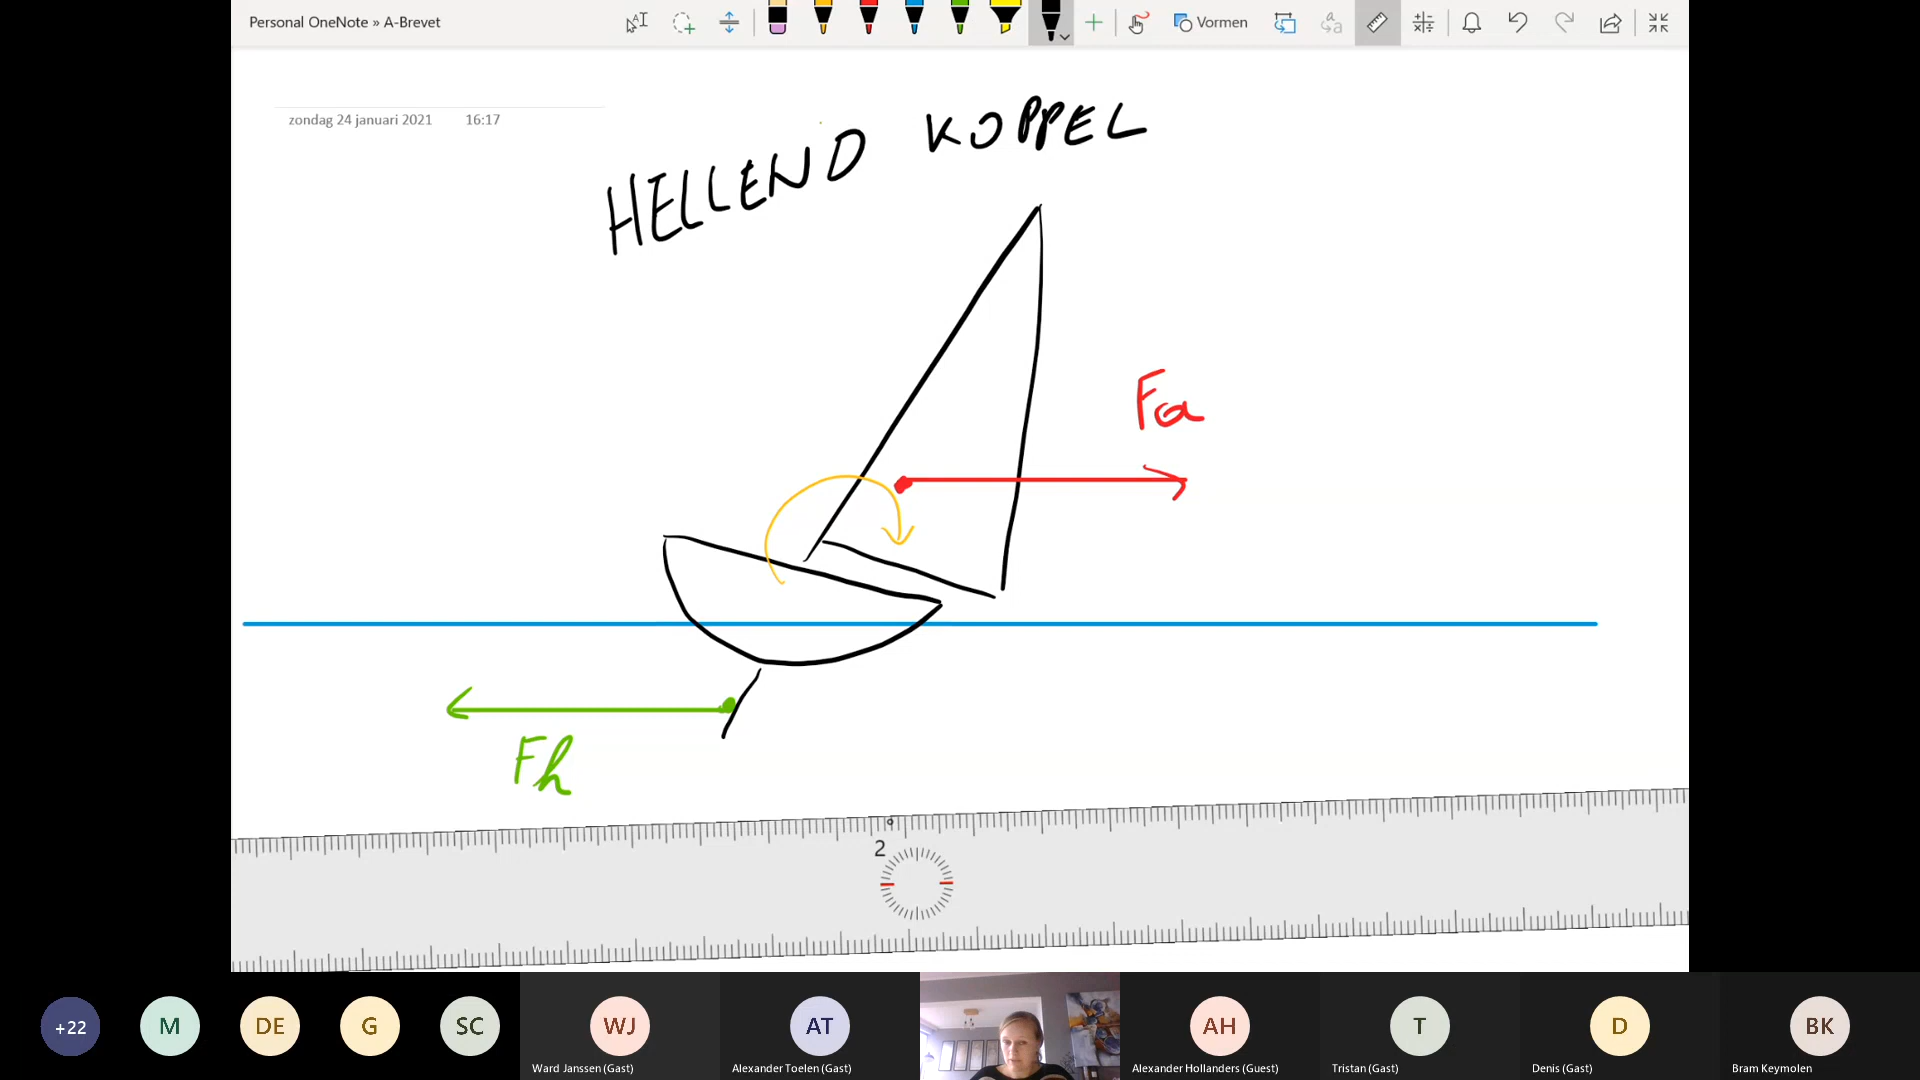 Personal OneNote » A-Brevet
Vormen
zondag 24 januari 2021 16:17
HELLEND KOPPEL
Fa
Fh
2
+22
M
DE
G
SC
WJ
AT
AH
T
D
BK
Ward Janssen (Gast)
Alexander Toelen (Gast)
Alexander Hollanders (Guest)
Tristan (Gast)
Denis (Gast)
Bram Keymolen